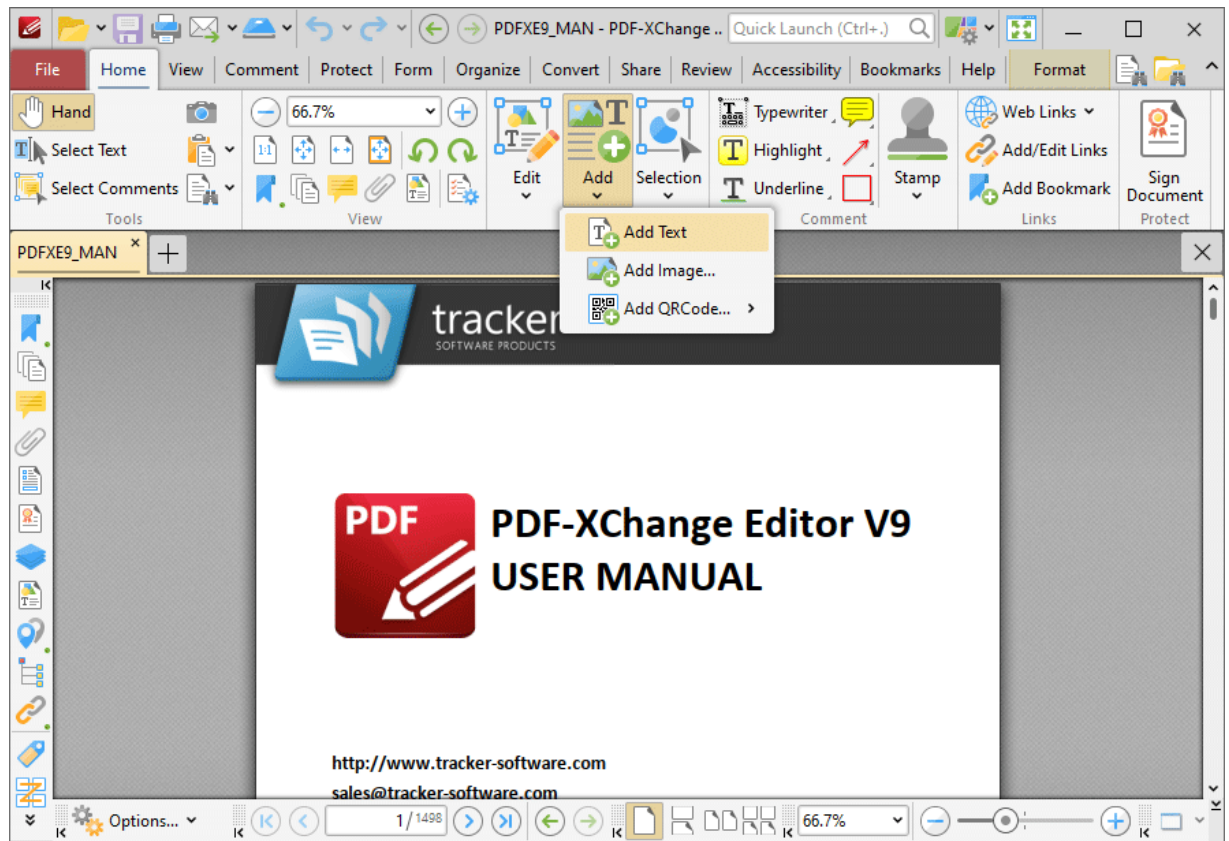 PDFXE9_MAN - PDF-XChange ..
Quick Launch (Ctrl+.)
File Home View Comment Protect Form Organize Convert Share Review Accessibility Bookmarks Help Format
Hand
Select Text
Select Comments
Tools
66.7%
1:1
View
Edit
Add
Selection
Typewriter
Highlight
Underline
Stamp
Comment
Web Links
Add/Edit Links
Add Bookmark
Links
Sign
Document
Protect
Add Text
Add Image...
Add QRCode...
PDFXE9_MAN
tracker
SOFTWARE PRODUCTS
PDF
PDF-XChange Editor V9
USER MANUAL
http://www.tracker-software.com
sales@tracker-software.com
Options...
1/1498
66.7%